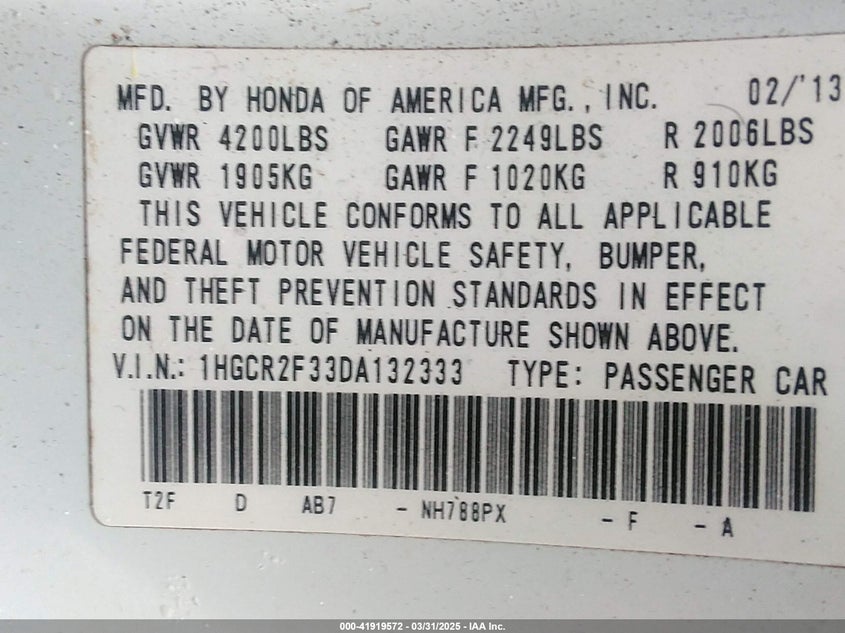 MFD. BY HONDA OF AMERICA MFG., INC. 02/'13
GVWR 4200LBS GAWR F 2249LBS R 2006LBS
GVWR 1905KG GAWR F 1020KG R 910KG
THIS VEHICLE CONFORMS TO ALL APPLICABLE
FEDERAL MOTOR VEHICLE SAFETY, BUMPER,
AND THEFT PREVENTION STANDARDS IN EFFECT
ON THE DATE OF MANUFACTURE SHOWN ABOVE.
V.I.N.: 1HGCR2F33DA132333 TYPE: PASSENGER CAR
T2F D AB7 - NH788PX - F - A
000-41919572 — 03/31/2025 — IAA Inc.